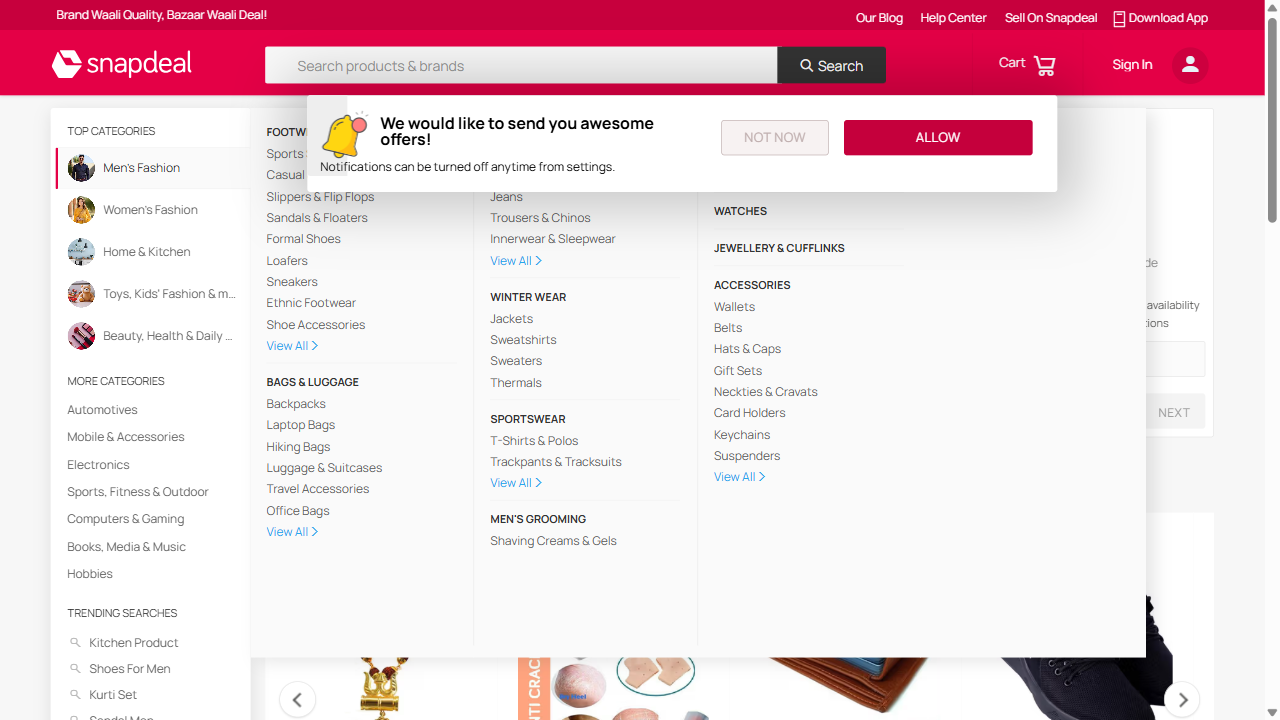 Brand Waali Quality, Bazaar Waali Deal!
Our Blog
Help Center
Sell On Snapdeal
Download App
snapdeal
Search products & brands
Search
Cart
Sign In
We would like to send you awesome
offers!
Notifications can be turned off anytime from settings.
NOT NOW
ALLOW
TOP CATEGORIES
Men's Fashion
Women's Fashion
Home & Kitchen
Toys, Kids' Fashion & m...
Beauty, Health & Daily ...
MORE CATEGORIES
Automotives
Mobile & Accessories
Electronics
Sports, Fitness & Outdoor
Computers & Gaming
Books, Media & Music
Hobbies
TRENDING SEARCHES
Kitchen Product
Shoes For Men
Kurti Set
Sandal Men
FOOTW
Sports
Casual
Slippers & Flip Flops
Sandals & Floaters
Formal Shoes
Loafers
Sneakers
Ethnic Footwear
Shoe Accessories
View All
BAGS & LUGGAGE
Backpacks
Laptop Bags
Hiking Bags
Luggage & Suitcases
Travel Accessories
Office Bags
View All
Jeans
Trousers & Chinos
Innerwear & Sleepwear
View All
WINTER WEAR
Jackets
Sweatshirts
Sweaters
Thermals
SPORTSWEAR
T-Shirts & Polos
Trackpants & Tracksuits
View All
MEN'S GROOMING
Shaving Creams & Gels
WATCHES
JEWELLERY & CUFFLINKS
ACCESSORIES
Wallets
Belts
Hats & Caps
Gift Sets
Neckties & Cravats
Card Holders
Keychains
Suspenders
View All
de
availability
tions
NEXT
NTI CRAC